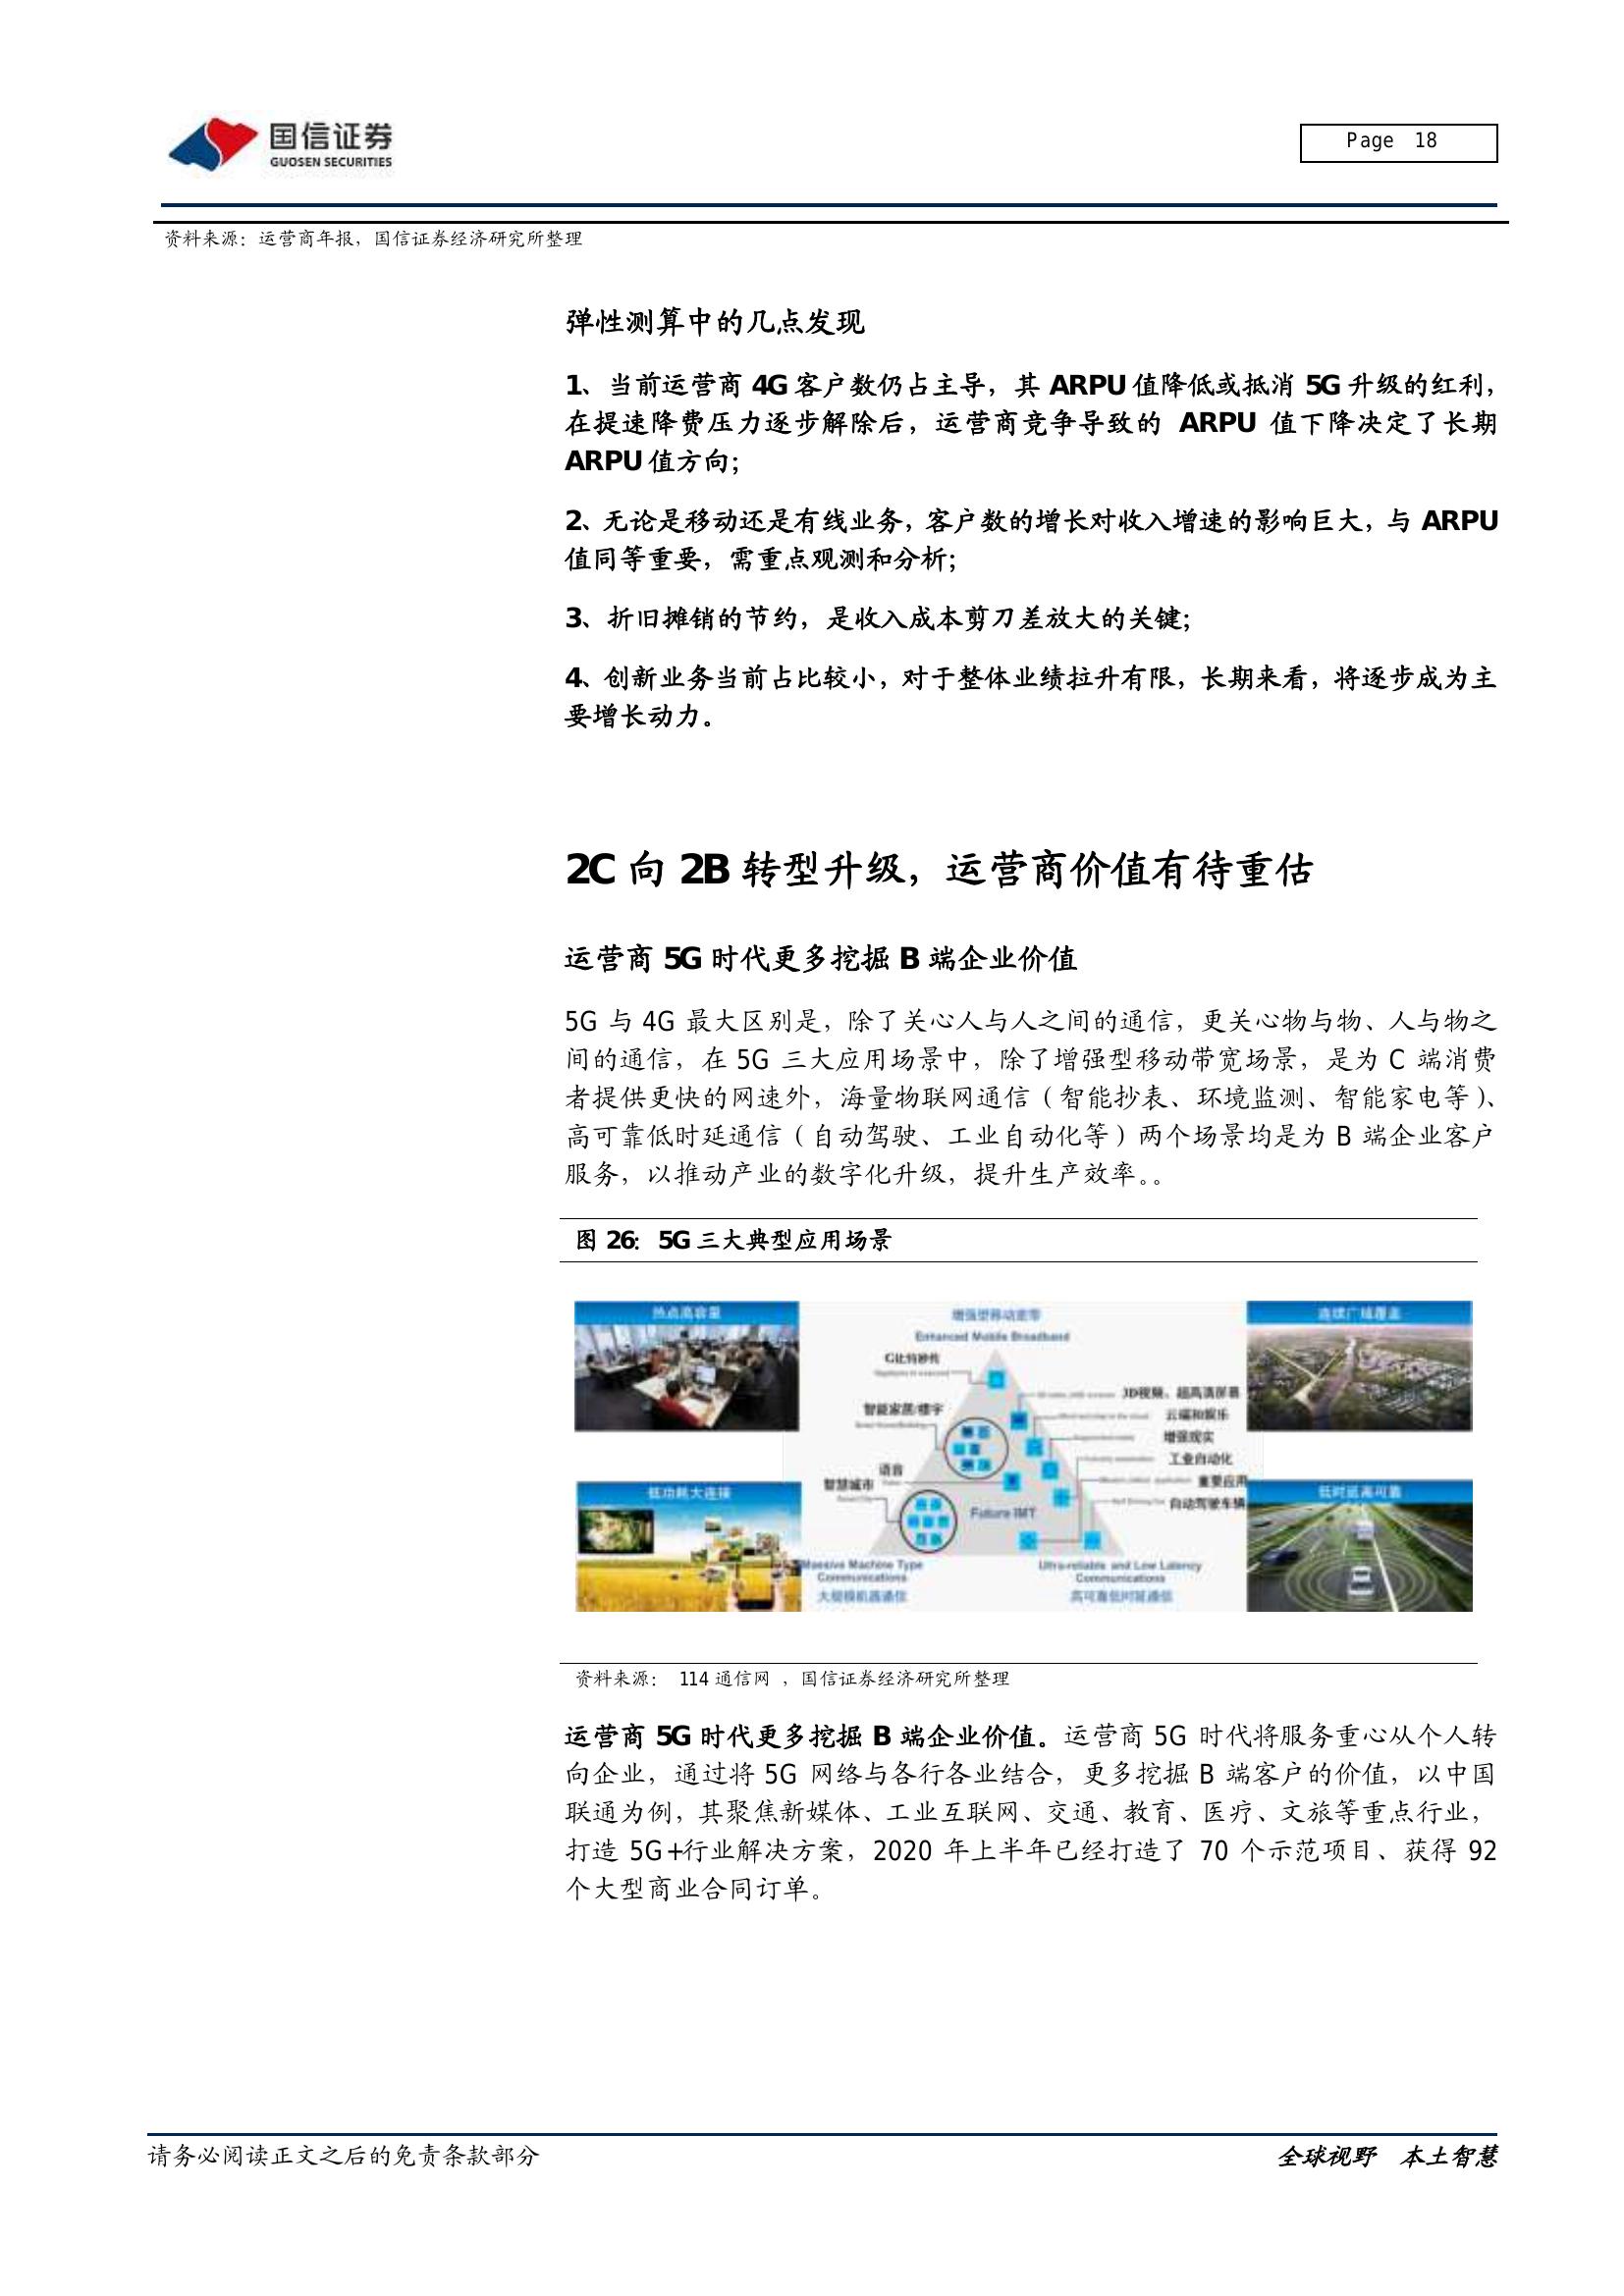 国信证券
GUOSEN SECURITIES
Page 18
资料来源：运营商年报，国信证券经济研究所整理
弹性测算中的几点发现
1、当前运营商 4G 客户数仍占主导，其 ARPU 值降低或抵消 5G 升级的红利，
在提速降费压力逐步解除后，运营商竞争导致的 ARPU 值下降决定了长期
ARPU 值方向；
2、无论是移动还是有线业务，客户数的增长对收入增速的影响巨大，与 ARPU
值同等重要，需重点观测和分析；
3、折旧摊销的节约，是收入成本剪刀差放大的关键；
4、创新业务当前占比较小，对于整体业绩拉升有限，长期来看，将逐步成为主
要增长动力。
2C 向 2B 转型升级，运营商价值有待重估
运营商 5G 时代更多挖掘 B 端企业价值
5G 与 4G 最大区别是，除了关心人与人之间的通信，更关心物与物、人与物之
间的通信，在 5G 三大应用场景中，除了增强型移动带宽场景，是为 C 端消费
者提供更快的网速外，海量物联网通信（智能抄表、环境监测、智能家电等）、
高可靠低时延通信（自动驾驶、工业自动化等）两个场景均是为 B 端企业客户
服务，以推动产业的数字化升级，提升生产效率。。
图 26：5G 三大典型应用场景
热点高容量
增强型移动宽带
Enhanced Mobile Broadband
连续广域覆盖
G比特秒传
3D视频、超高清屏幕
智能家居/楼宇
云端和娱乐
增强现实
工业自动化
语音
智慧城市
重要应用
自动驾驶车辆
低功耗大连接
Future IMT
低时延高可靠
Massive Machine Type
Communications
大规模机器通信
Ultra-reliable and Low Latency
Communications
高可靠低时延通信
资料来源： 114 通信网 ，国信证券经济研究所整理
运营商 5G 时代更多挖掘 B 端企业价值。运营商 5G 时代将服务重心从个人转
向企业，通过将 5G 网络与各行各业结合，更多挖掘 B 端客户的价值，以中国
联通为例，其聚焦新媒体、工业互联网、交通、教育、医疗、文旅等重点行业，
打造 5G+行业解决方案，2020 年上半年已经打造了 70 个示范项目、获得 92
个大型商业合同订单。
请务必阅读正文之后的免责条款部分
全球视野 本土智慧